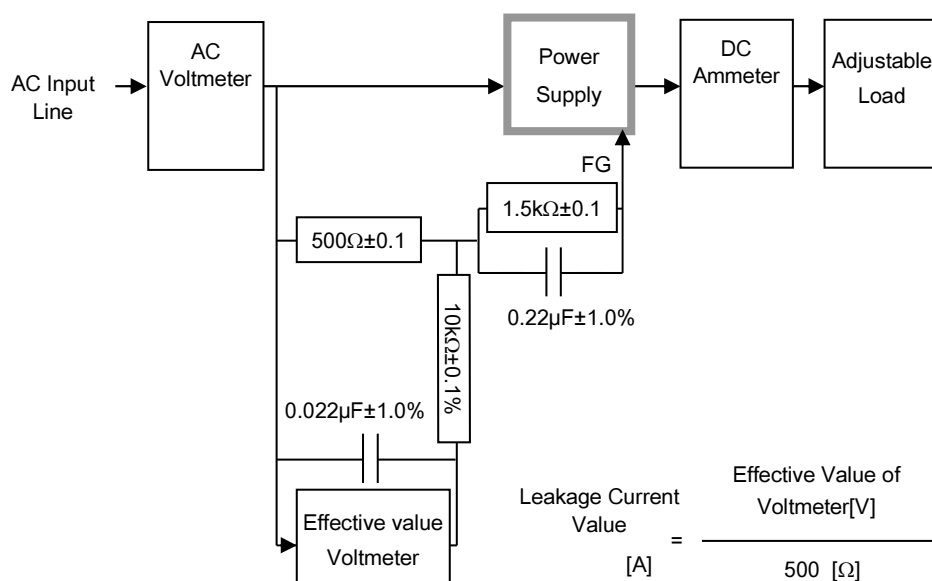 AC Input
Line
AC
Voltmeter
Power
Supply
DC
Ammeter
Adjustable
Load
FG
1.5kΩ±0.1
500Ω±0.1
0.22µF±1.0%
10kΩ±0.1%
0.022µF±1.0%
Effective value
Voltmeter
Leakage Current
Value
[A]
=
Effective Value of
Voltmeter[V]
500 [Ω]